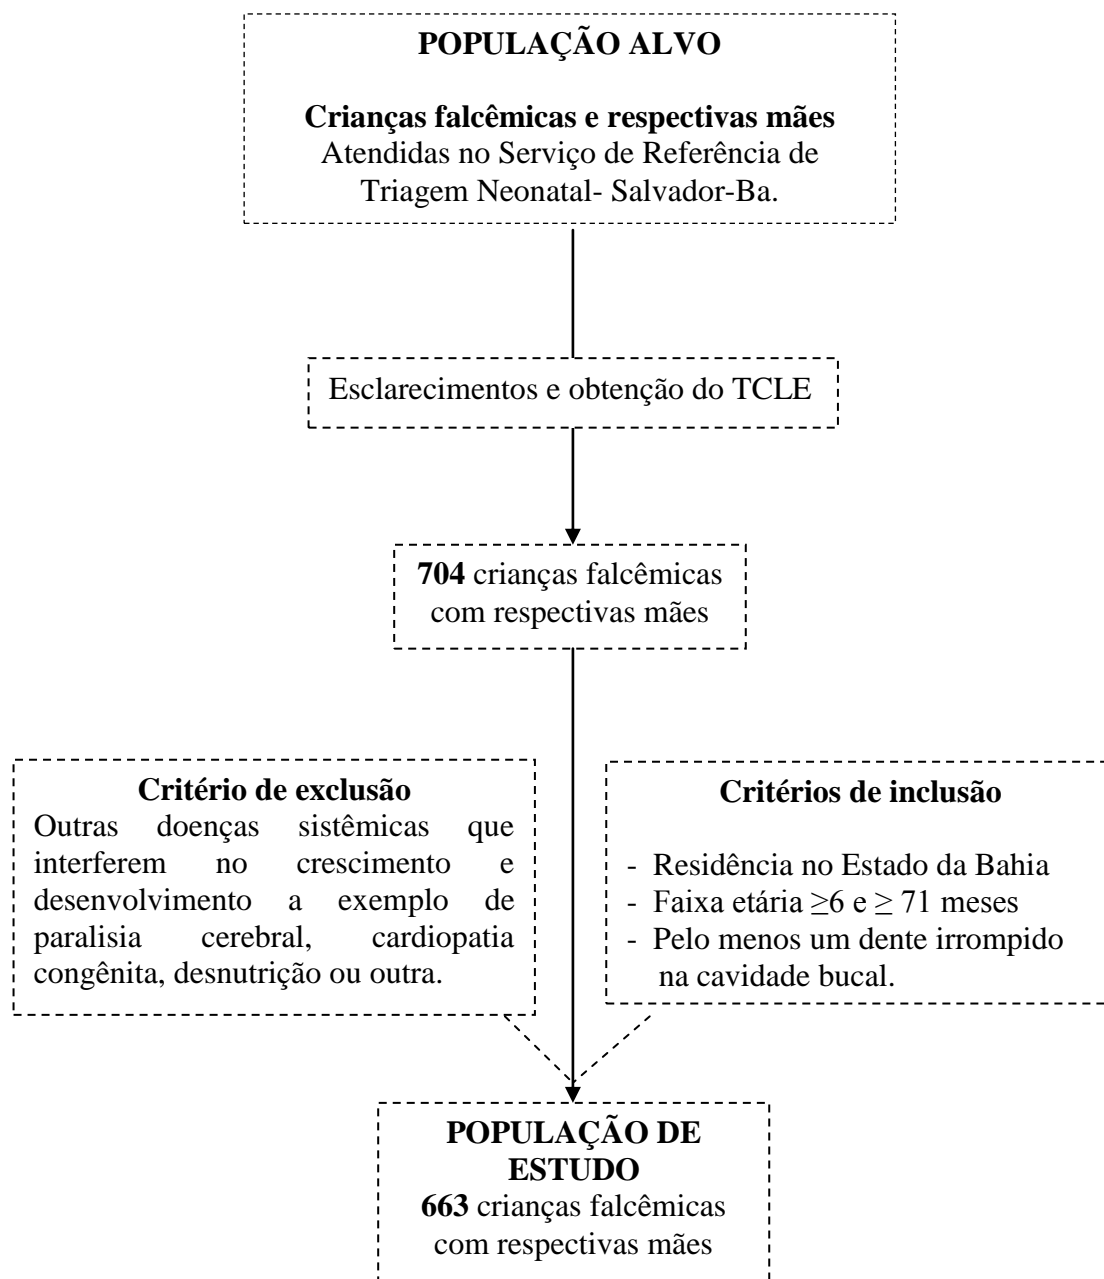 POPULAÇÃO ALVO
Crianças falcêmicas e respectivas mães
Atendidas no Serviço de Referência de
Triagem Neonatal- Salvador-Ba.
Esclarecimentos e obtenção do TCLE
704 crianças falcêmicas
com respectivas mães
Critério de exclusão
Outras doenças sistêmicas que
interferem no crescimento e
desenvolvimento a exemplo de
paralisia cerebral, cardiopatia
congênita, desnutrição ou outra.
Critérios de inclusão
- Residência no Estado da Bahia
- Faixa etária ≥6 e ≥ 71 meses
- Pelo menos um dente irrompido
na cavidade bucal.
POPULAÇÃO DE
ESTUDO
663 crianças falcêmicas
com respectivas mães